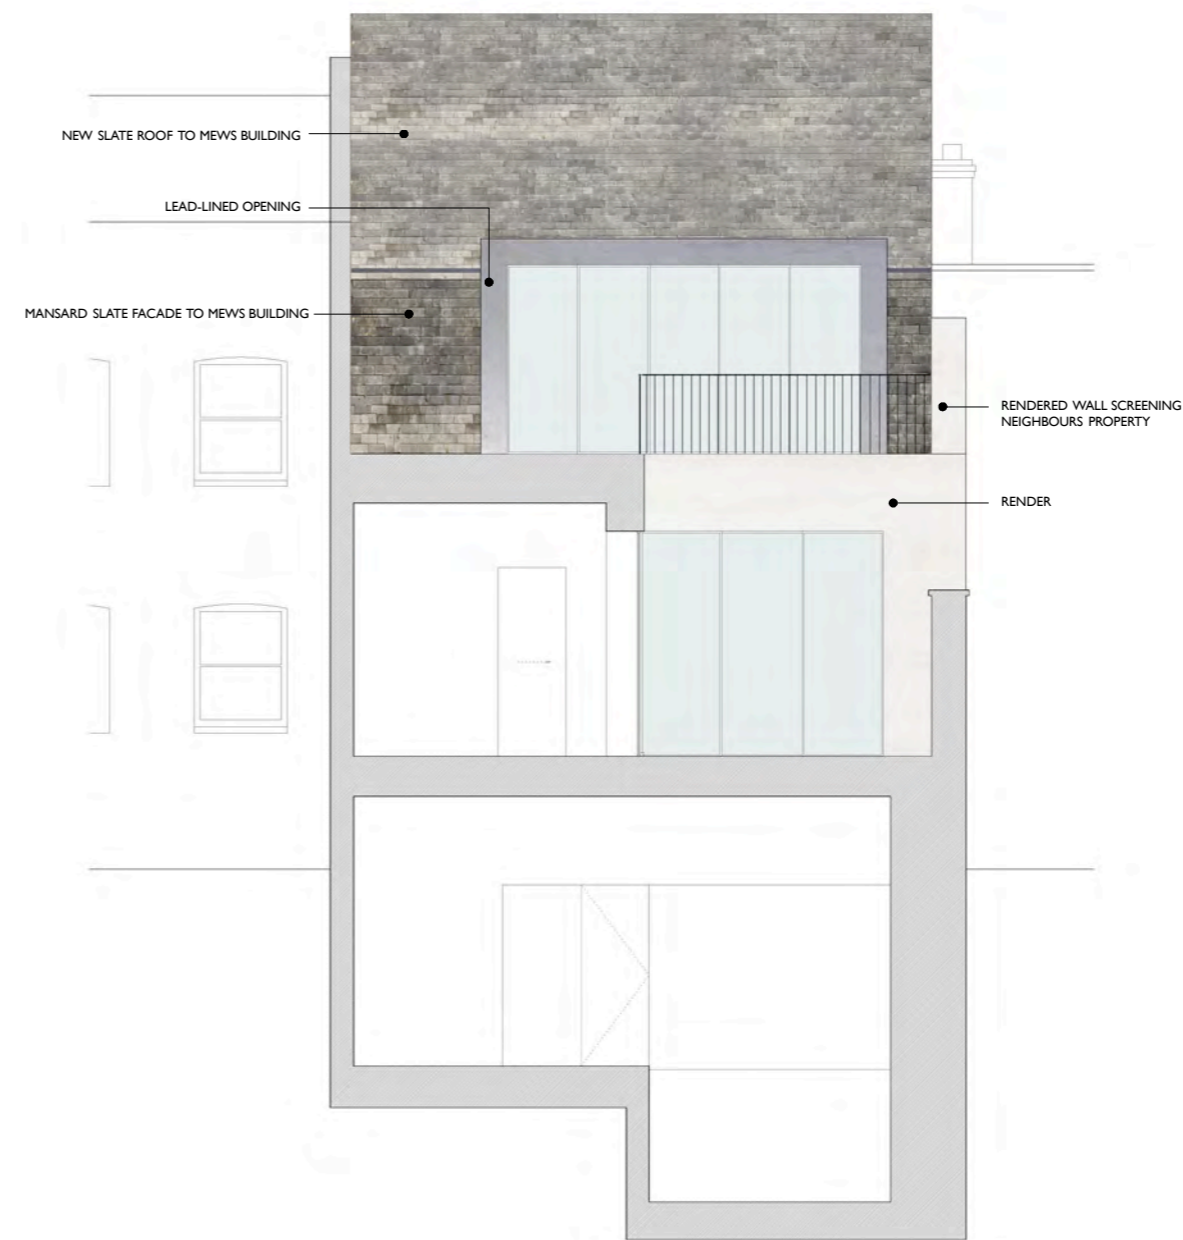 NEW SLATE ROOF TO MEWS BUILDING
LEAD-LINED OPENING
MANSARD SLATE FACADE TO MEWS BUILDING
RENDERED WALL SCREENING
NEIGHBOURS PROPERTY
RENDER